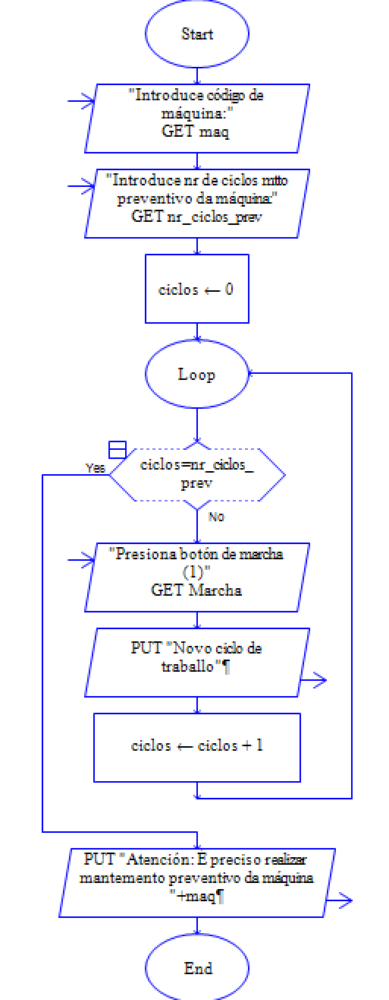 Start
"Introduce código de
máquina:"
GET maq
"Introduce nr de ciclos mtto
preventivo da máquina:"
GET nr_ciclos_prev
ciclos ← 0
Loop
ciclos=nr_ciclos_
prev
Yes
No
"Presiona botón de marcha
(1)"
GET Marcha
PUT "Novo ciclo de
traballo"¶
ciclos ← ciclos + 1
PUT "Atención: É preciso realizar
mantemento preventivo da máquina
"+maq¶
End